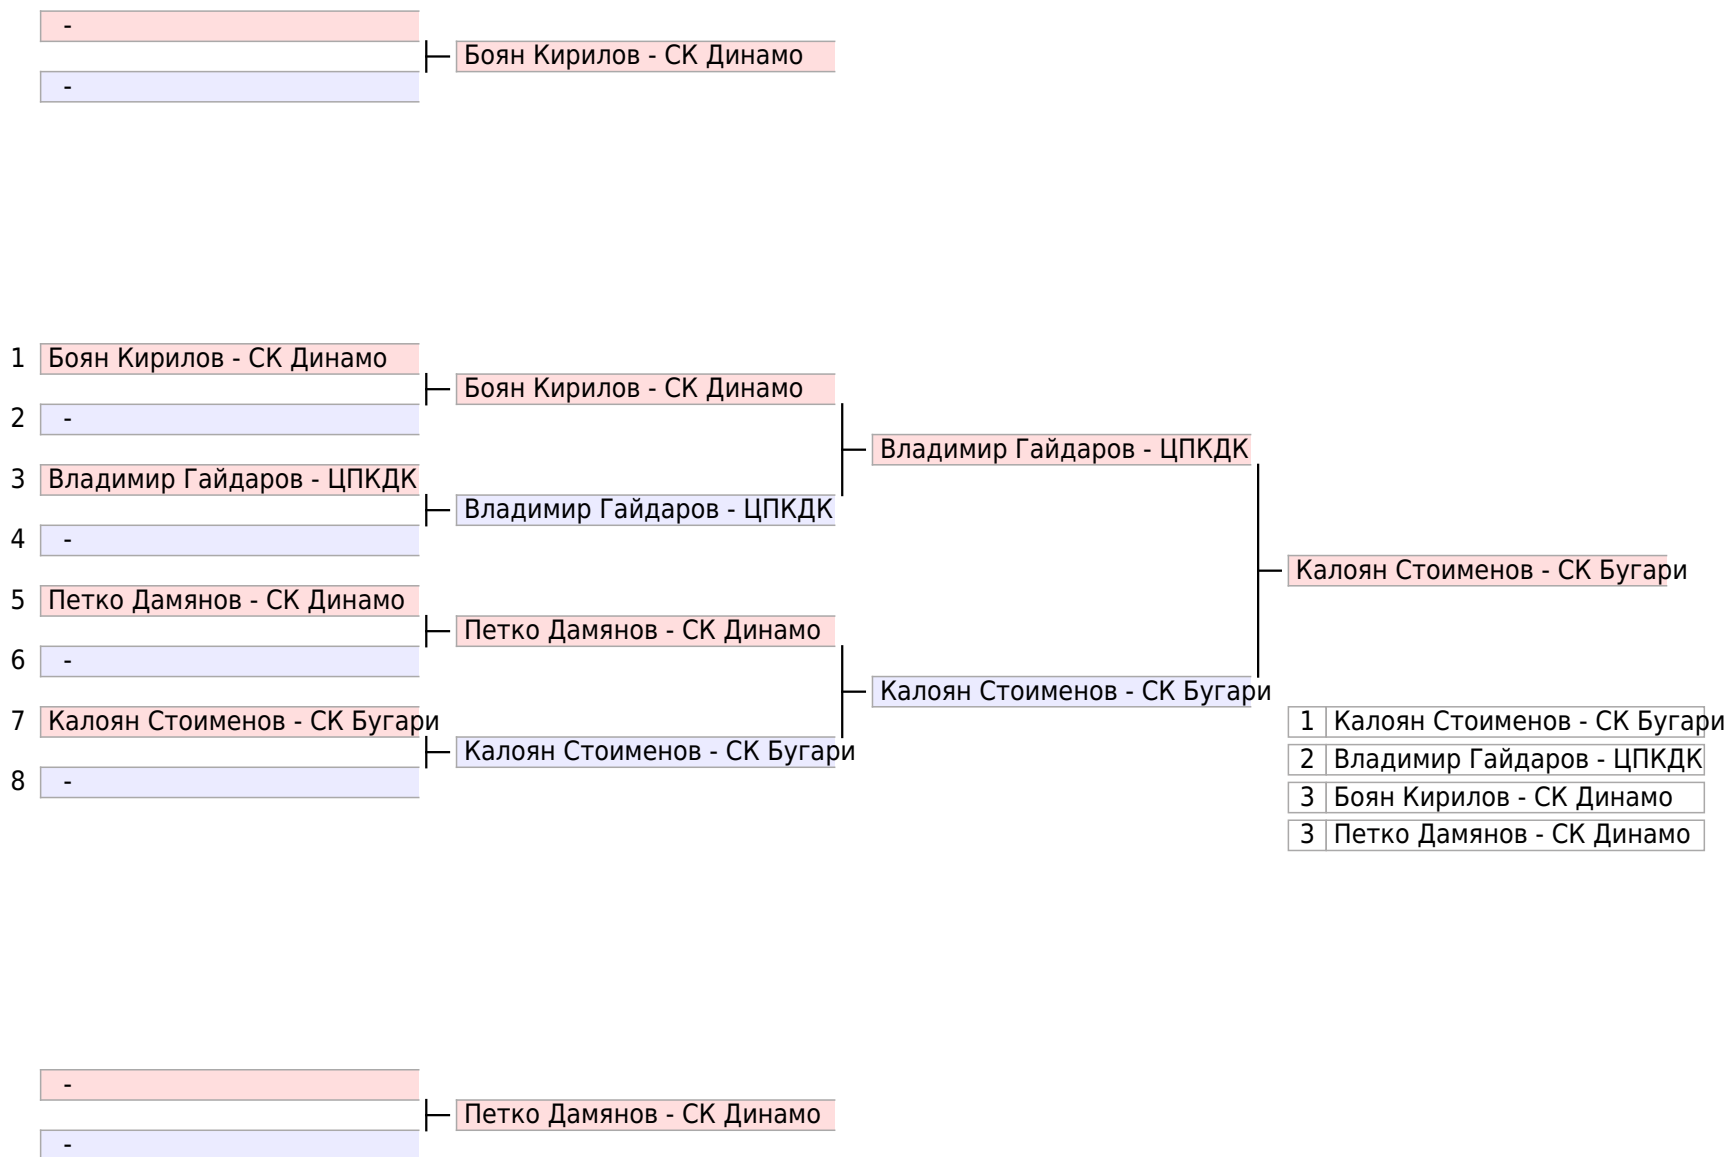 -
Боян Кирилов - СК Динамо
-
1 Боян Кирилов - СК Динамо
Боян Кирилов - СК Динамо
2 -
Владимир Гайдаров - ЦПКДК
3 Владимир Гайдаров - ЦПКДК
Владимир Гайдаров - ЦПКДК
4 -
Калоян Стоименов - СК Бугари
5 Петко Дамянов - СК Динамо
Петко Дамянов - СК Динамо
6 -
Калоян Стоименов - СК Бугари
7 Калоян Стоименов - СК Бугари
1 Калоян Стоименов - СК Бугари
Калоян Стоименов - СК Бугари
2 Владимир Гайдаров - ЦПКДК
8 -
3 Боян Кирилов - СК Динамо
3 Петко Дамянов - СК Динамо
-
Петко Дамянов - СК Динамо
-